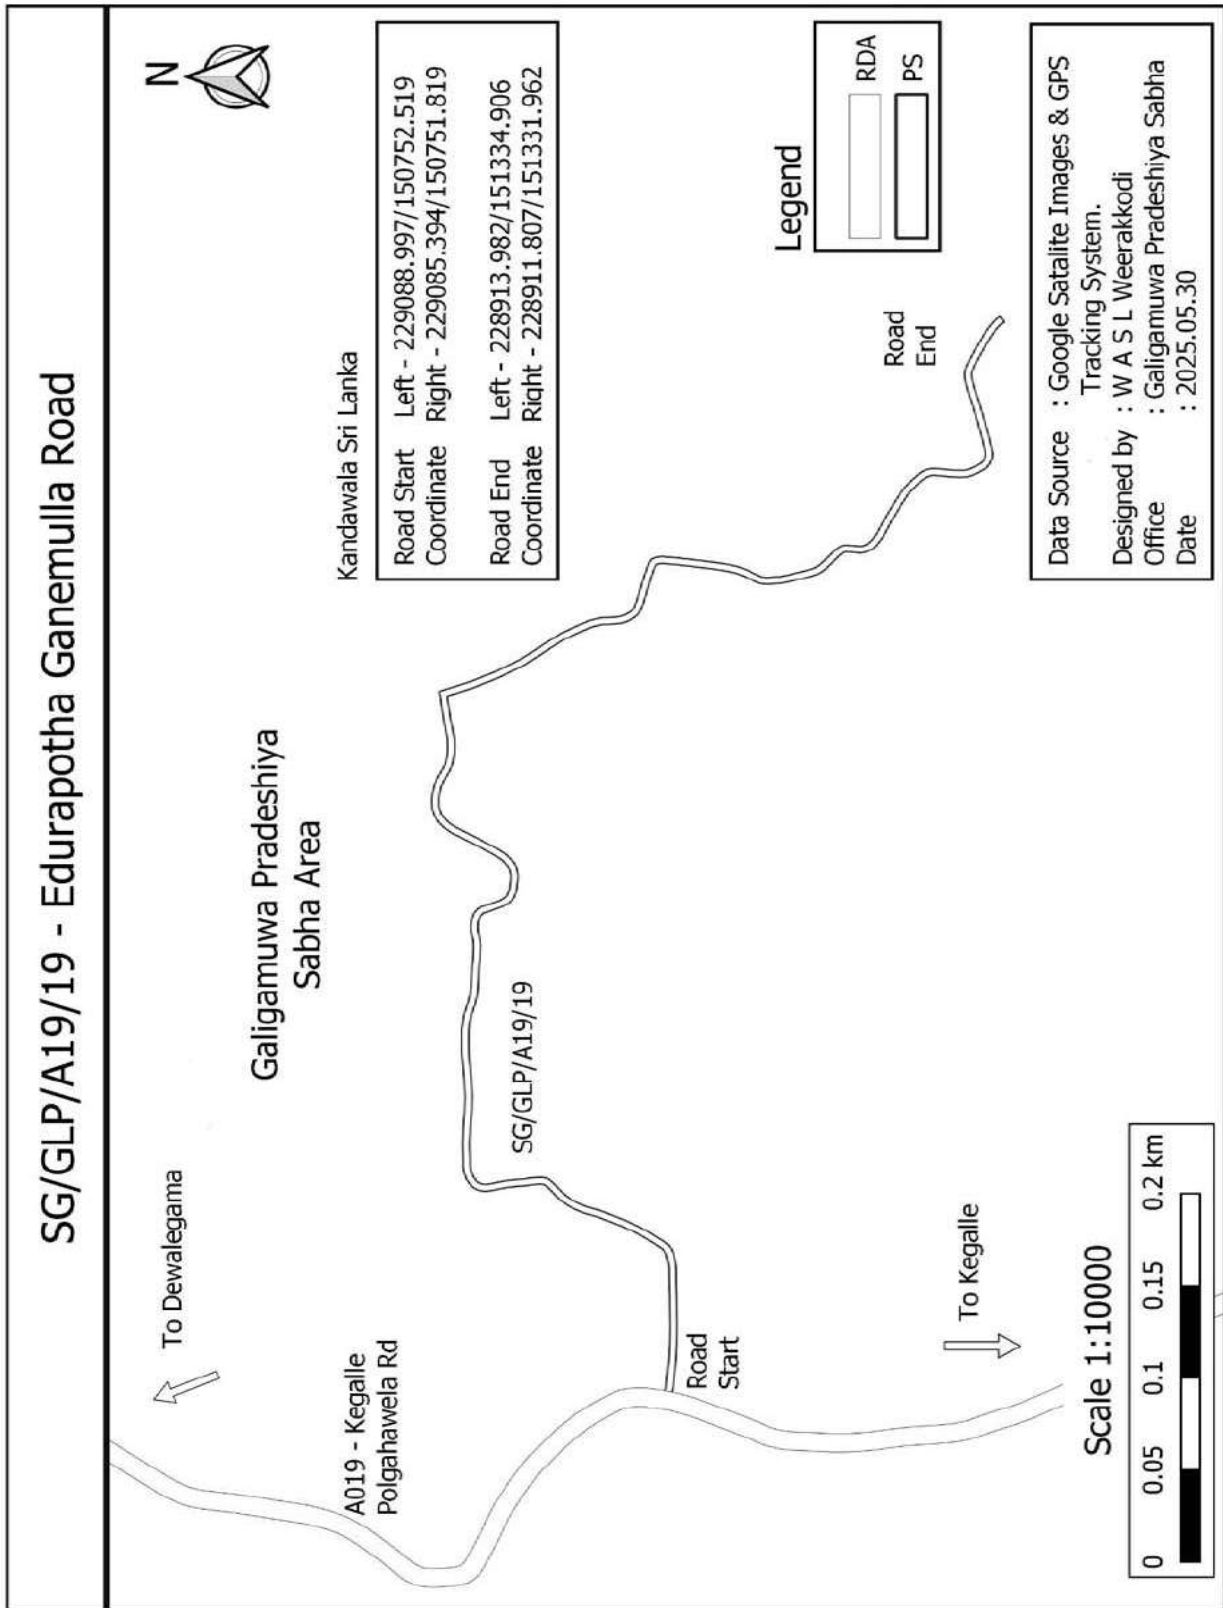 SG/GLP/A19/19 - Edurapotha Ganemulla Road
N
To Dewalegama
Galigamuwa Pradeshiya
Sabha Area
Kandawala Sri Lanka
Road Start Left - 229088.997/150752.519
Coordinate Right - 229085.394/150751.819
Road End Left - 228913.982/151334.906
Coordinate Right - 228911.807/151331.962
A019 - Kegalle
Polgahawela Rd
SG/GLP/A19/19
Road
Start
Road
End
Legend
RDA
PS
To Kegalle
Scale 1:10000
0 0.05 0.1 0.15 0.2 km
Data Source : Google Satalite Images & GPS
Tracking System.
Designed by : W A S L Weerakkodi
Office : Galigamuwa Pradeshiya Sabha
Date : 2025.05.30